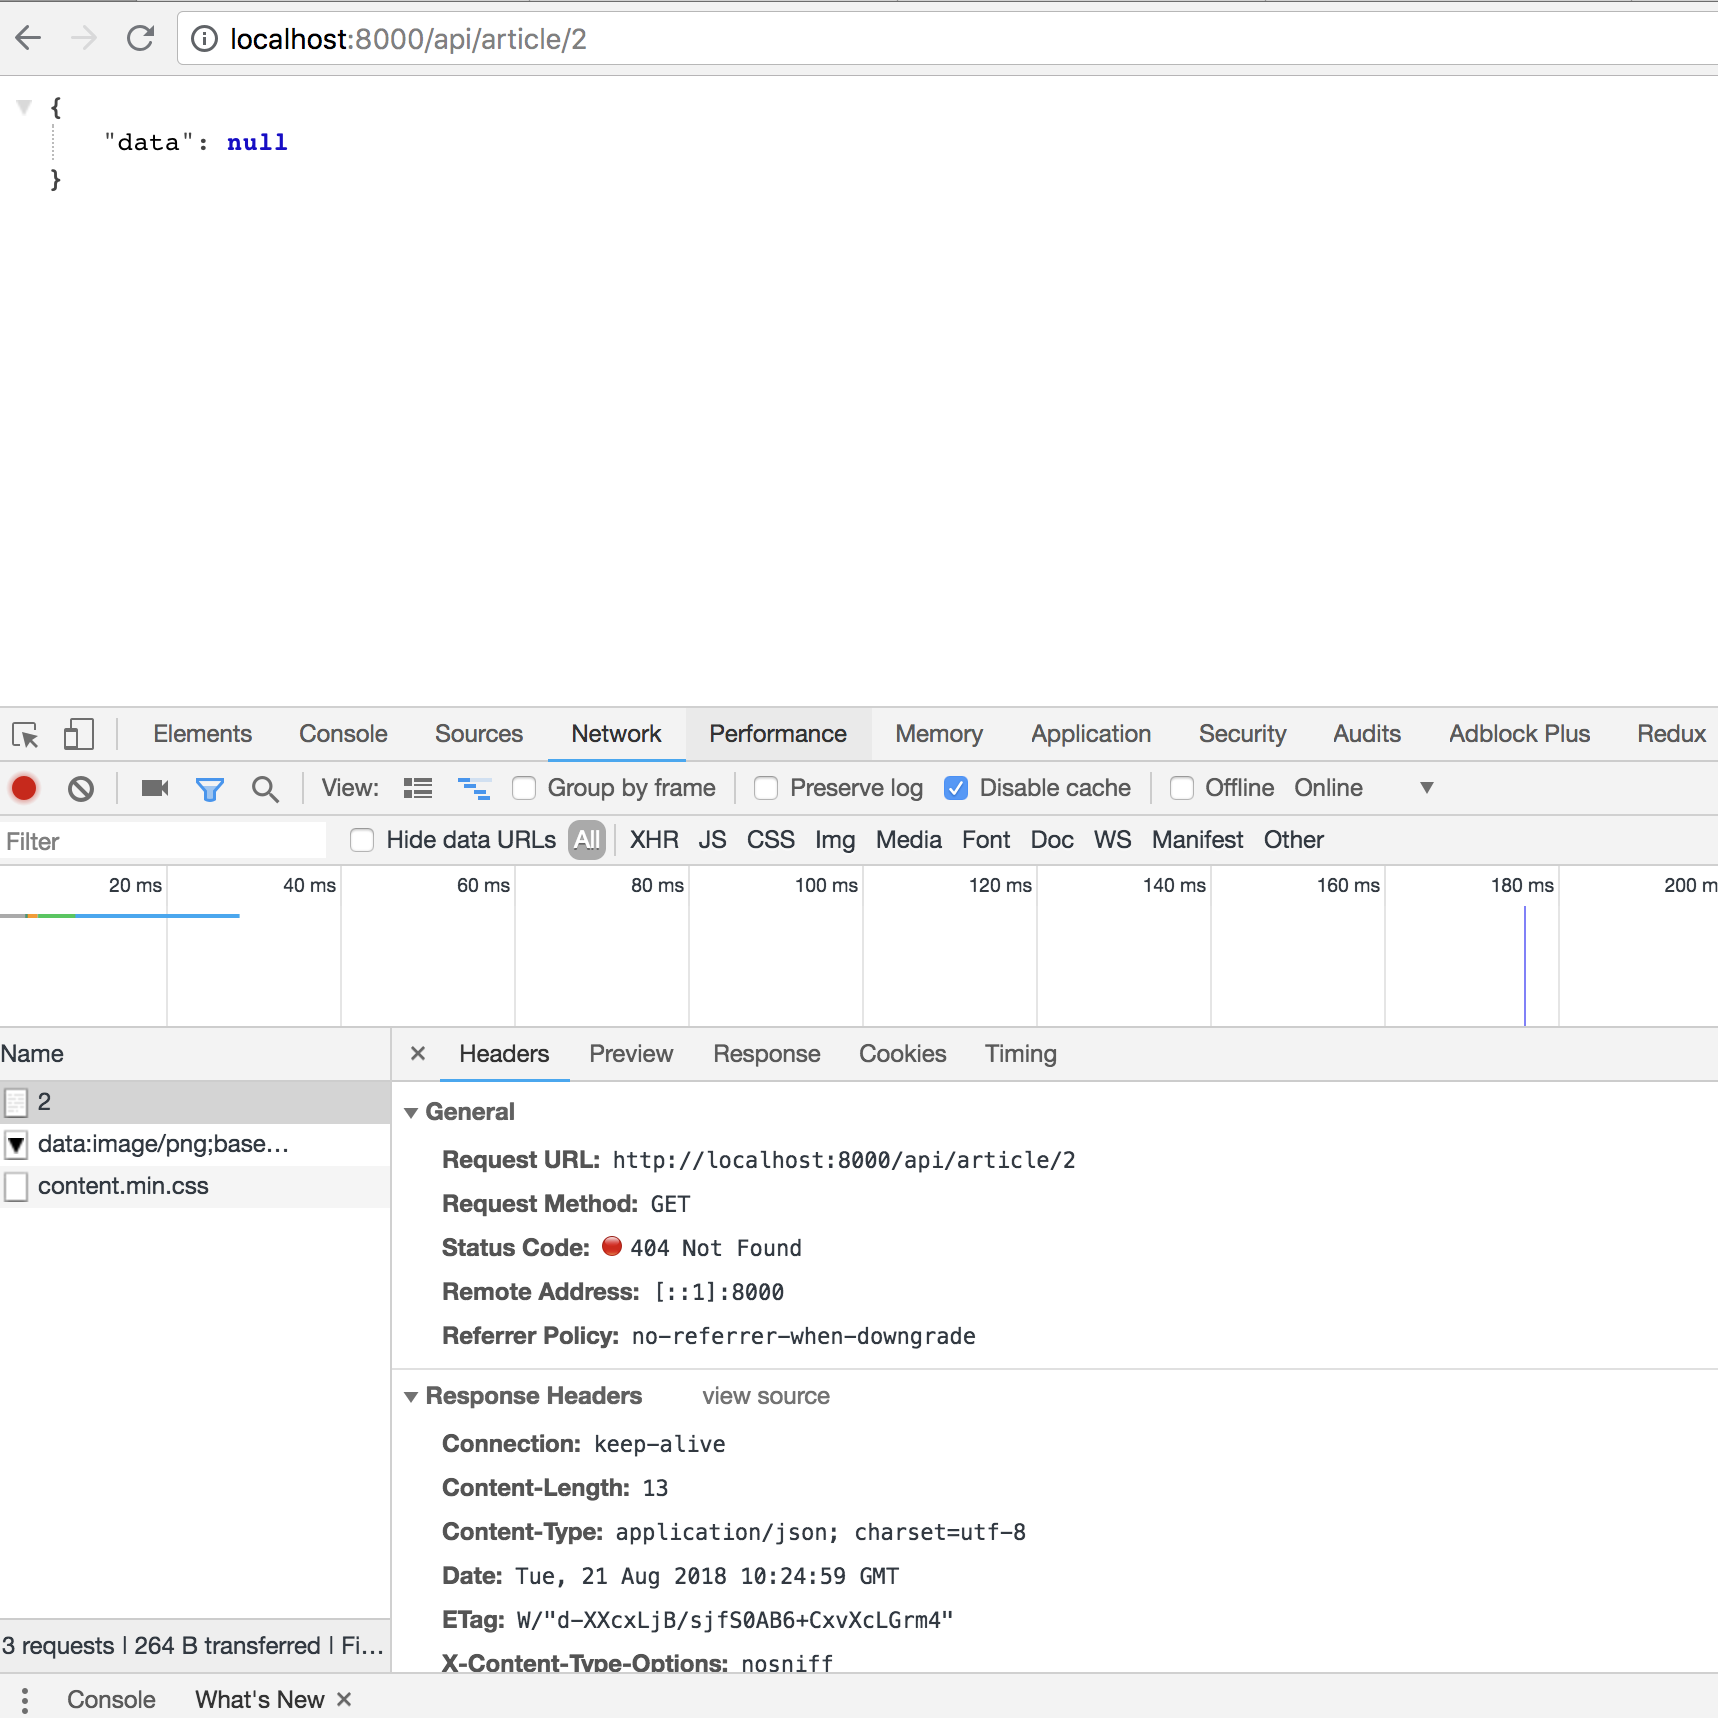 localhost:8000/api/article/2
{
"data": null
}
Elements Console Sources Network Performance Memory Application Security Audits Adblock Plus Redux
View: Group by frame Preserve log Disable cache Offline Online
Filter Hide data URLs All XHR JS CSS Img Media Font Doc WS Manifest Other
20 ms 40 ms 60 ms 80 ms 100 ms 120 ms 140 ms 160 ms 180 ms 200 m
Name
Headers Preview Response Cookies Timing
2
data:image/png;base…
content.min.css
General
Request URL: http://localhost:8000/api/article/2
Request Method: GET
Status Code: 404 Not Found
Remote Address: [::1]:8000
Referrer Policy: no-referrer-when-downgrade
Response Headers view source
Connection: keep-alive
Content-Length: 13
Content-Type: application/json; charset=utf-8
Date: Tue, 21 Aug 2018 10:24:59 GMT
ETag: W/"d-XXcxLjB/sjfS0AB6+CxvXcLGrm4"
X-Content-Type-Options: nosniff
3 requests | 264 B transferred | Fi…
Console What's New